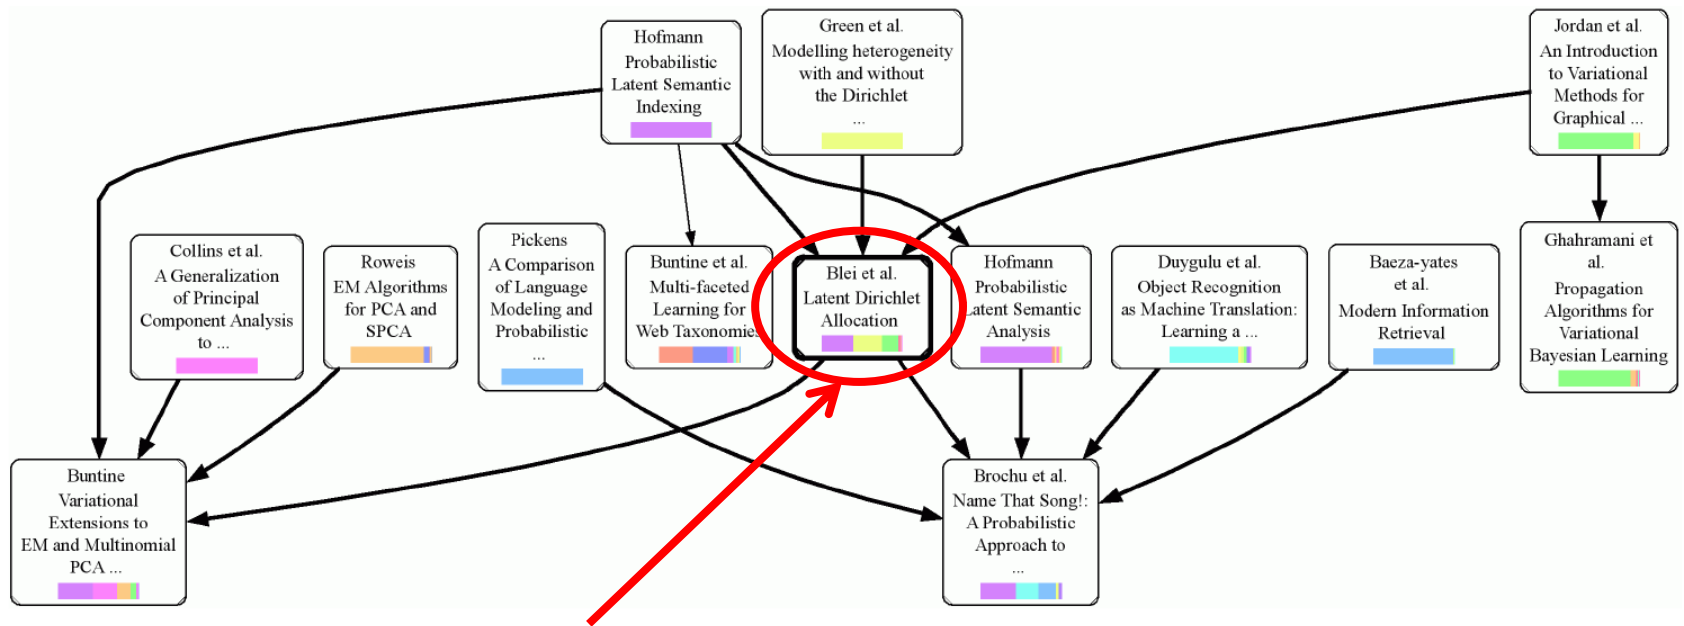 Hofmann
Probabilistic
Latent Semantic
Indexing
Green et al.
Modelling heterogeneity
with and without
the Dirichlet
...
Jordan et al.
An Introduction
to Variational
Methods for
Graphical ...
Collins et al.
A Generalization
of Principal
Component Analysis
to ...
Roweis
EM Algorithms
for PCA and
SPCA
Pickens
A Comparison
of Language
Modeling and
Probabilistic
...
Buntine et al.
Multi-faceted
Learning for
Web Taxonomies
Blei et al.
Latent Dirichlet
Allocation
Hofmann
Probabilistic
Latent Semantic
Analysis
Duygulu et al.
Object Recognition
as Machine Translation:
Learning a ...
Baeza-yates
et al.
Modern Information
Retrieval
Ghahramani et
al.
Propagation
Algorithms for
Variational
Bayesian Learning
Buntine
Variational
Extensions to
EM and Multinomial
PCA ...
Brochu et al.
Name That Song!:
A Probabilistic
Approach to
...